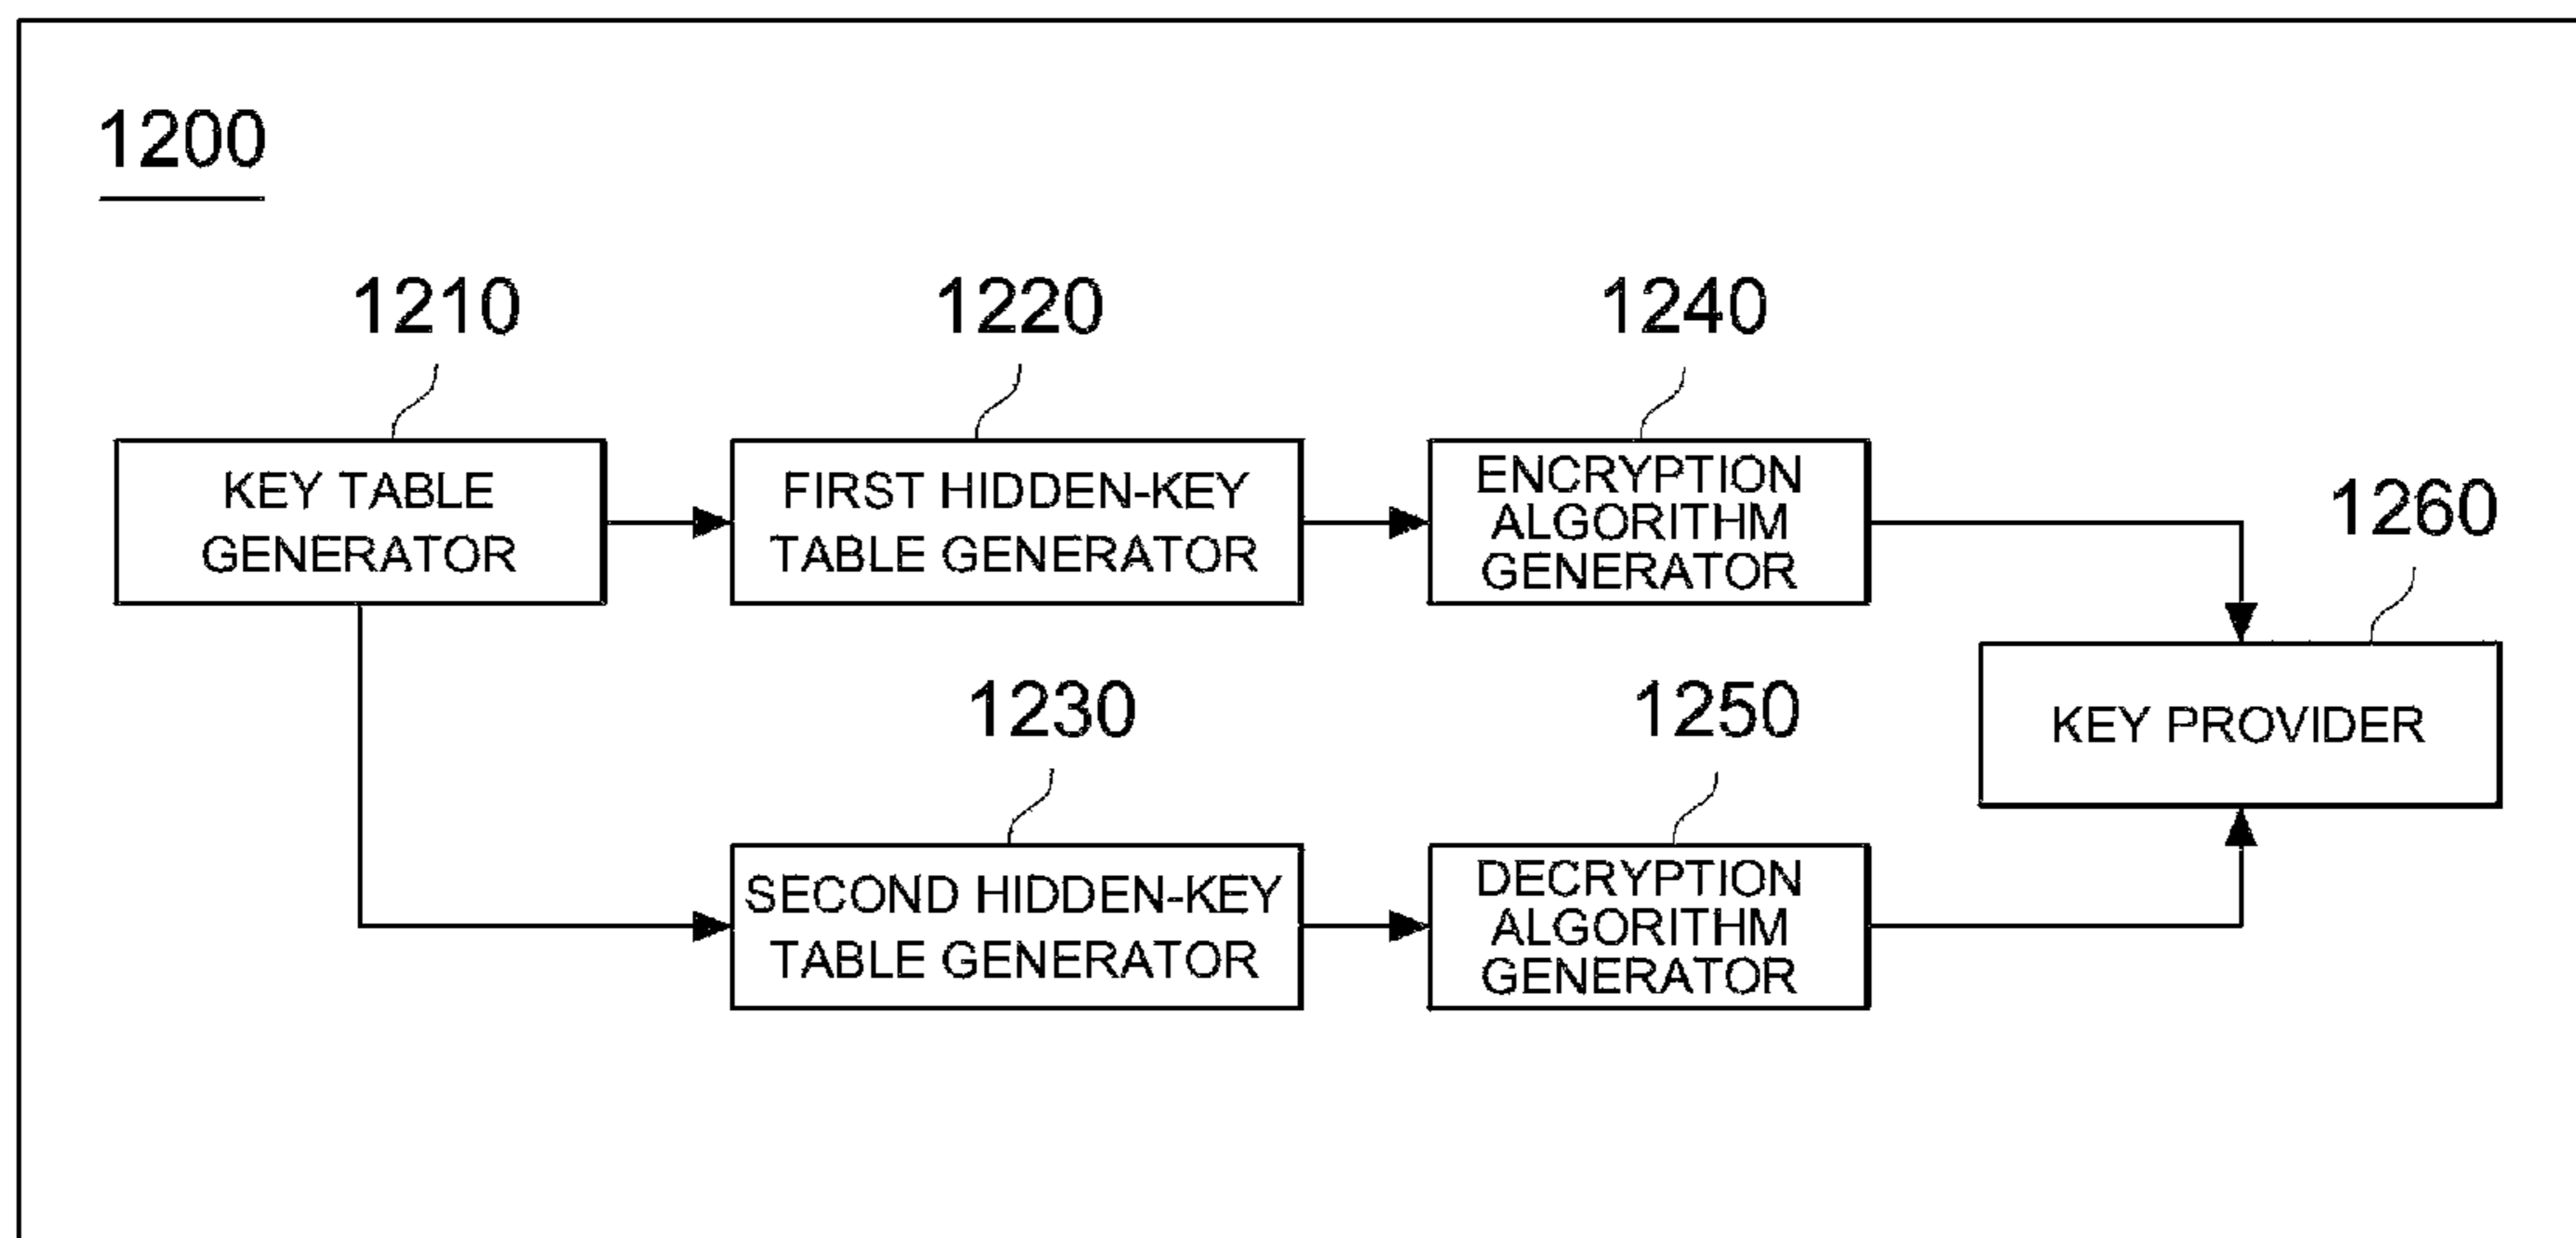 1200
1210
1220
1240
KEY TABLE
GENERATOR
FIRST HIDDEN-KEY
TABLE GENERATOR
ENCRYPTION
ALGORITHM
GENERATOR
1260
KEY PROVIDER
1230
1250
SECOND HIDDEN-KEY
TABLE GENERATOR
DECRYPTION
ALGORITHM
GENERATOR